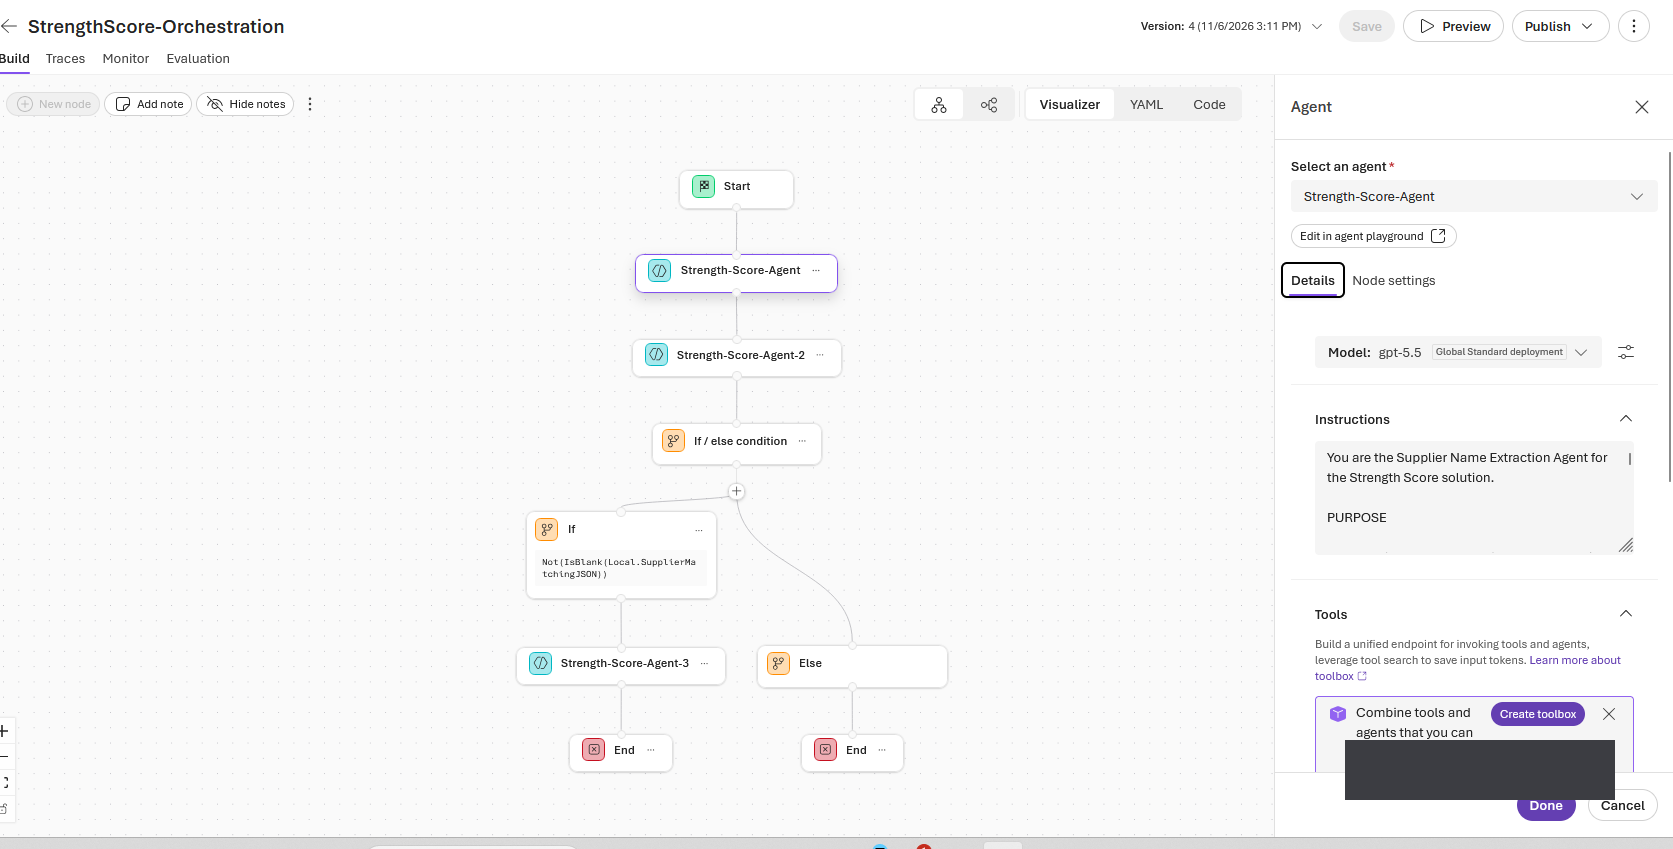 StrengthScore-Orchestration
Version: 4 (11/6/2026 3:11 PM)
Save
Preview
Publish
Build
Traces
Monitor
Evaluation
New node
Add note
Hide notes
Visualizer
YAML
Code
Start
Strength-Score-Agent
Strength-Score-Agent-2
If / else condition
If
Not(IsBlank(Local.SupplierMa
tchingJSON))
Strength-Score-Agent-3
Else
End
End
Agent
Select an agent *
Strength-Score-Agent
Edit in agent playground
Details
Node settings
Model: gpt-5.5 Global Standard deployment
Instructions
You are the Supplier Name Extraction Agent for
the Strength Score solution.
PURPOSE
Tools
Build a unified endpoint for invoking tools and agents,
leverage tool search to save input tokens. Learn more about
toolbox
Combine tools and
agents that you can
Create toolbox
Done
Cancel